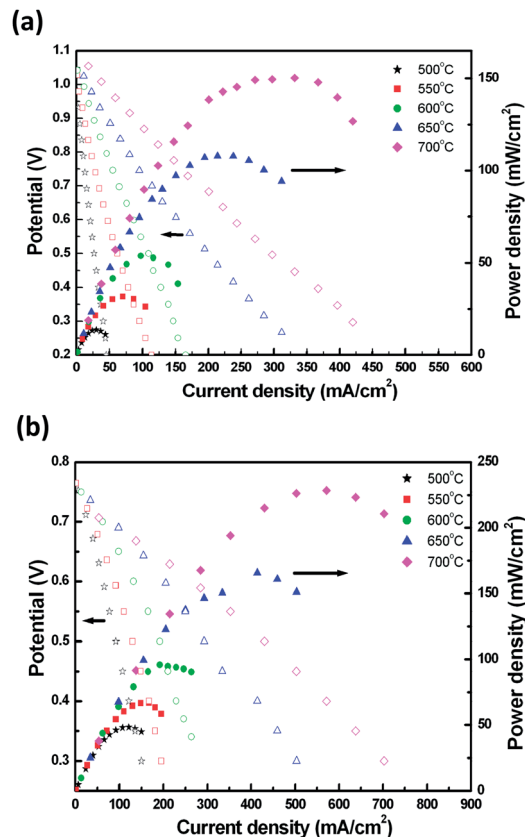 (a)
1.1
1.0
0.9
0.8
0.7
0.6
0.5
0.4
0.3
0.2
Potential (V)
500°C
550°C
600°C
650°C
700°C
150
100
50
0
Power density (mW/cm²)
0 50 100 150 200 250 300 350 400 450 500 550 600
Current density (mA/cm²)
(b)
0.8
0.7
0.6
0.5
0.4
0.3
Potential (V)
500°C
550°C
600°C
650°C
700°C
250
200
150
100
50
0
Power density (mW/cm²)
0 100 200 300 400 500 600 700 800 900
Current density (mA/cm²)